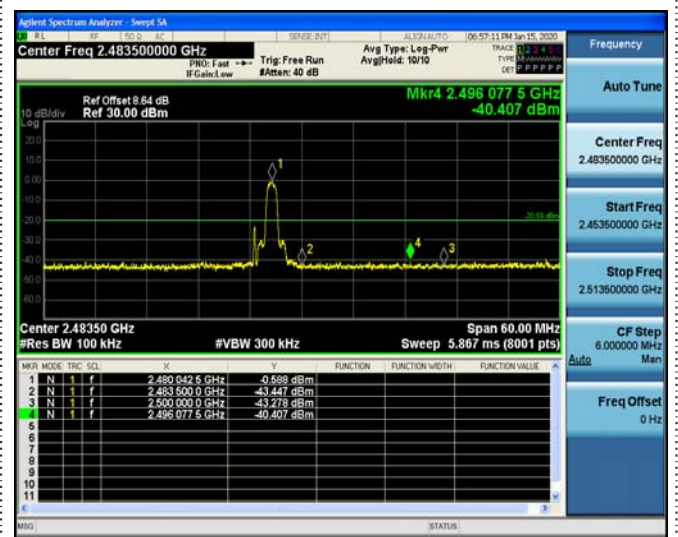 Agilent Spectrum Analyzer - Swept SA
RL RF 50 Ω AC SENSE:INT ALIGN AUTO 06:57:11 PM Jan 15, 2020
Center Freq 2.483500000 GHz
PNO: Fast
IFGain:Low
Trig: Free Run
#Atten: 40 dB
Avg Type: Log-Pwr
Avg|Hold: 10/10
TRACE 1 2 3 4 5 6
TYPE
DET P P P P P P
Frequency
Auto Tune
Center Freq
2.483500000 GHz
Start Freq
2.453500000 GHz
Stop Freq
2.513500000 GHz
CF Step
6.000000 MHz
Auto Man
Freq Offset
0 Hz
Ref Offset 8.64 dB
Ref 30.00 dBm
10 dB/div
Log
Mkr4 2.496 077 5 GHz
-40.407 dBm
20.0
10.0
0.00
-10.0
-20.0
-30.0
-40.0
-50.0
-60.0
1
2
4
3
-20.59 dBm
Center 2.48350 GHz Span 60.00 MHz
#Res BW 100 kHz #VBW 300 kHz Sweep 5.867 ms (8001 pts)
MKR MODE TRC SCL X Y FUNCTION FUNCTION WIDTH FUNCTION VALUE
1 N 1 f 2.480 042 5 GHz -0.588 dBm
2 N 1 f 2.483 500 0 GHz -43.447 dBm
3 N 1 f 2.500 000 0 GHz -43.278 dBm
4 N 1 f 2.496 077 5 GHz -40.407 dBm
5
6
7
8
9
10
11
MSG STATUS